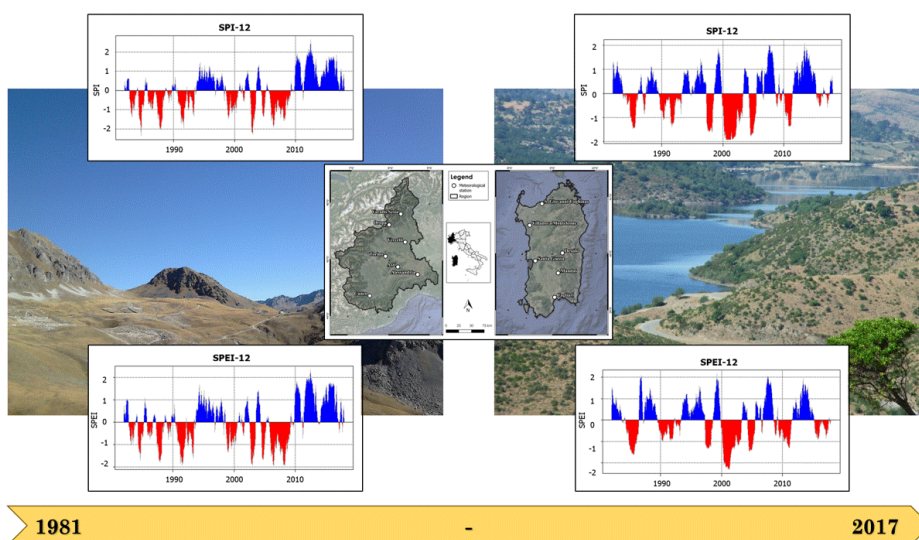 SPI-12
SPI
2
1
0
-1
-2
1990
2000
2010
SPI-12
SPI
2
1
0
-1
-2
1990
2000
2010
Legend
Meteorological
station
Region
N
SPEI-12
SPEI
2
1
0
-1
-2
1990
2000
2010
SPEI-12
SPEI
2
1
0
-1
-2
1990
2000
2010
1981
-
2017